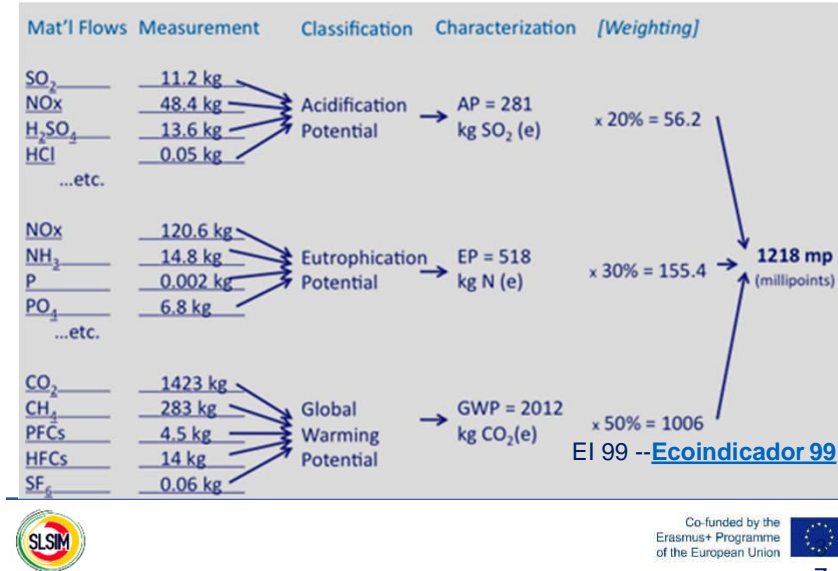 Mat'l Flows Measurement Classification Characterization [Weighting]
SO2 11.2 kg
NOx 48.4 kg Acidification AP = 281
H2SO4 13.6 kg Potential kg SO2 (e) x 20% = 56.2
HCl 0.05 kg
...etc.
NOx 120.6 kg
NH3 14.8 kg Eutrophication EP = 518 1218 mp
P 0.002 kg Potential kg N (e) x 30% = 155.4 (millipoints)
PO4 6.8 kg
...etc.
CO2 1423 kg
CH4 283 kg Global GWP = 2012
PFCs 4.5 kg Warming kg CO2(e) x 50% = 1006
HFCs 14 kg Potential EI 99 --Ecoindicador 99
SF6 0.06 kg
SLSIM
Co-funded by the
Erasmus+ Programme
of the European Union